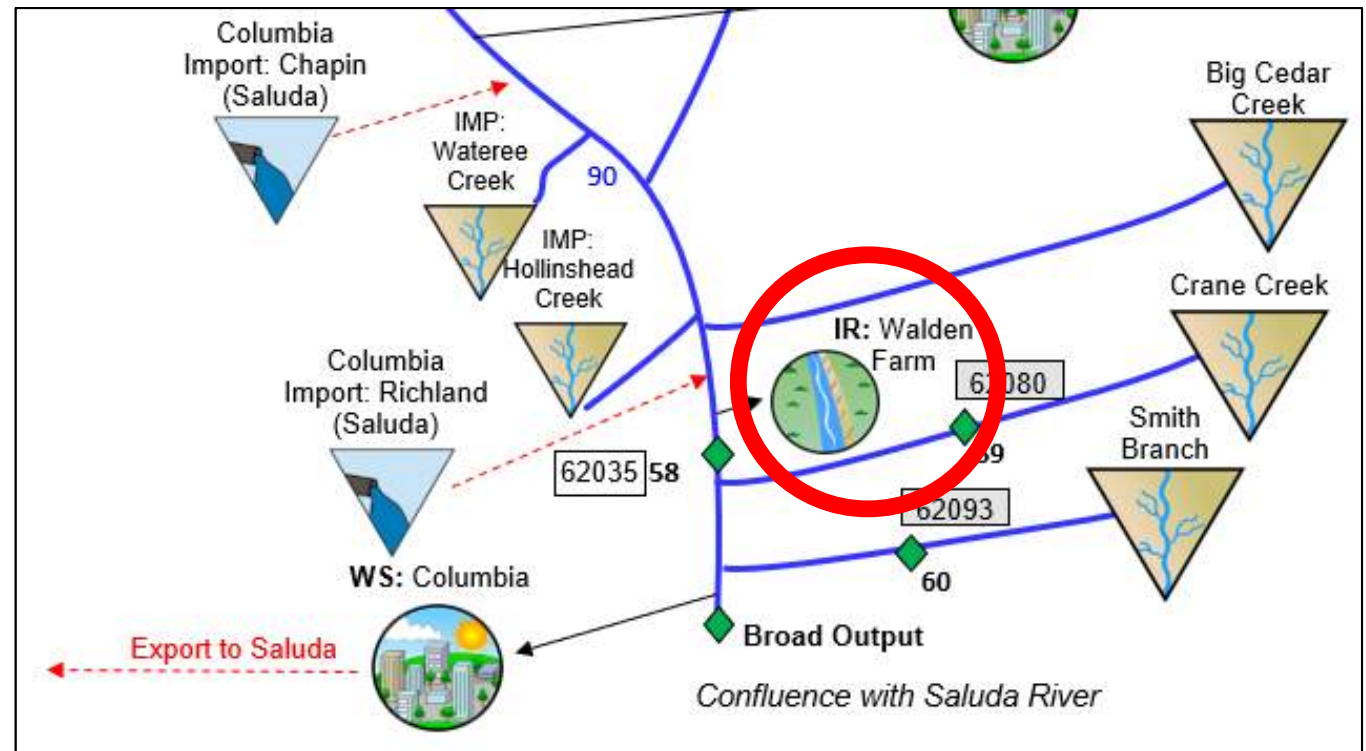 Columbia
Import: Chapin
(Saluda)
IMP:
Wateree
Creek
90
Big Cedar
Creek
IMP:
Hollinshead
Creek
Crane Creek
IR: Walden
Farm
62080
Columbia
Import: Richland
(Saluda)
Smith
Branch
62035 58
59
62093
60
WS: Columbia
Broad Output
Export to Saluda
Confluence with Saluda River